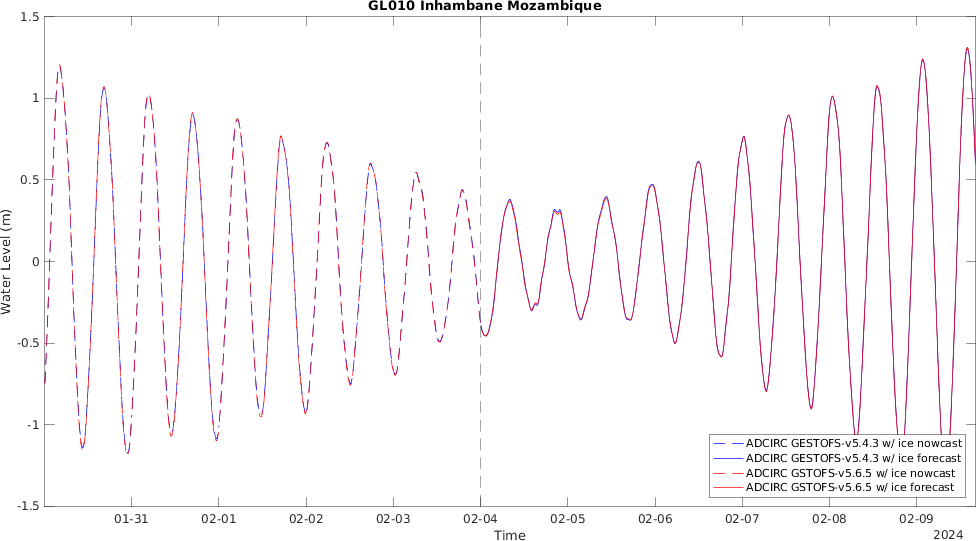 GL010 Inhambane Mozambique
1.5
1
0.5
0
-0.5
-1
-1.5
Water Level (m)
ADCIRC GESTOFS-v5.4.3 w/ ice nowcast
ADCIRC GESTOFS-v5.4.3 w/ ice forecast
ADCIRC GSTOFS-v5.6.5 w/ ice nowcast
ADCIRC GSTOFS-v5.6.5 w/ ice forecast
01-31 02-01 02-02 02-03 02-04 02-05 02-06 02-07 02-08 02-09
Time
2024